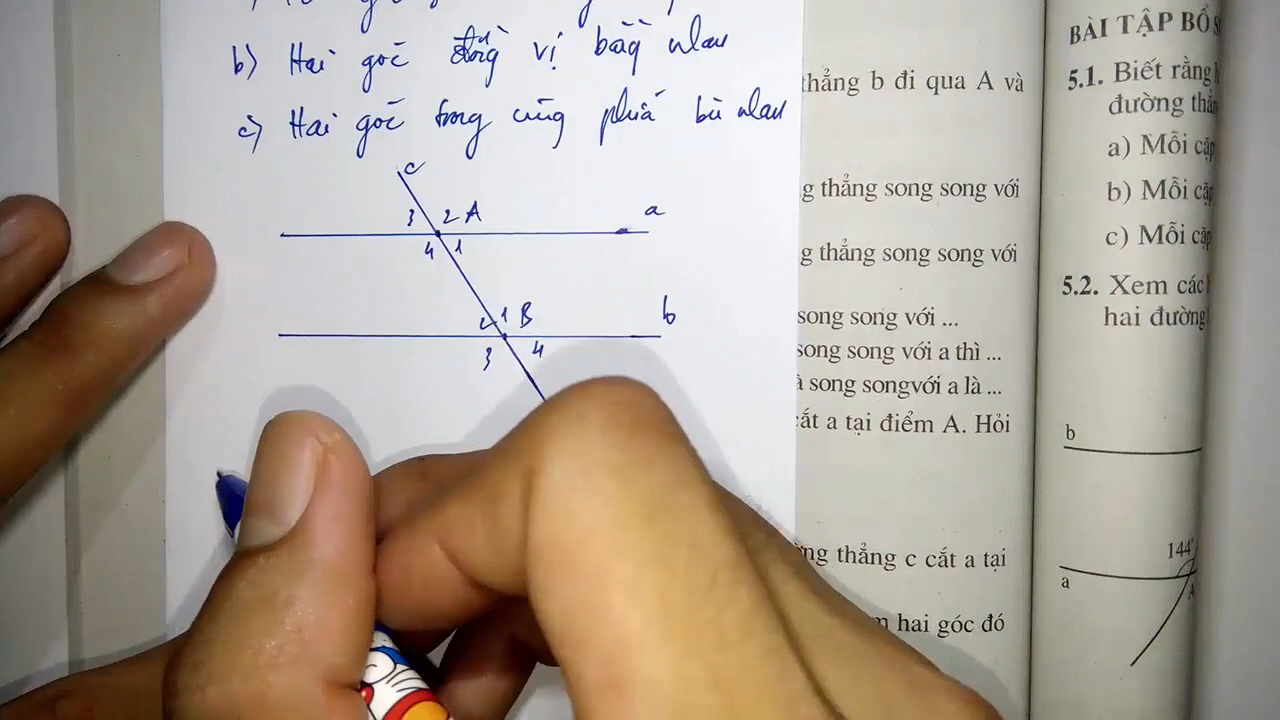 b) Hai góc đồng vị bằng nhau
c) Hai góc trong cùng phía bù nhau
c
3 2 A a
4 1
2 1 B b
3 4
thẳng b đi qua A và
g thẳng song song với
g thẳng song song với
song song với ...
song song với a thì ...
à song songvới a là ...
cắt a tại điểm A. Hỏi
ng thẳng c cắt a tại
hai góc đó
BÀI TẬP BỔ
5.1. Biết rằng
đường thẳn
a) Mỗi cặp
b) Mỗi cặp
c) Mỗi cặp
5.2. Xem các
hai đường
b
144°
a
A